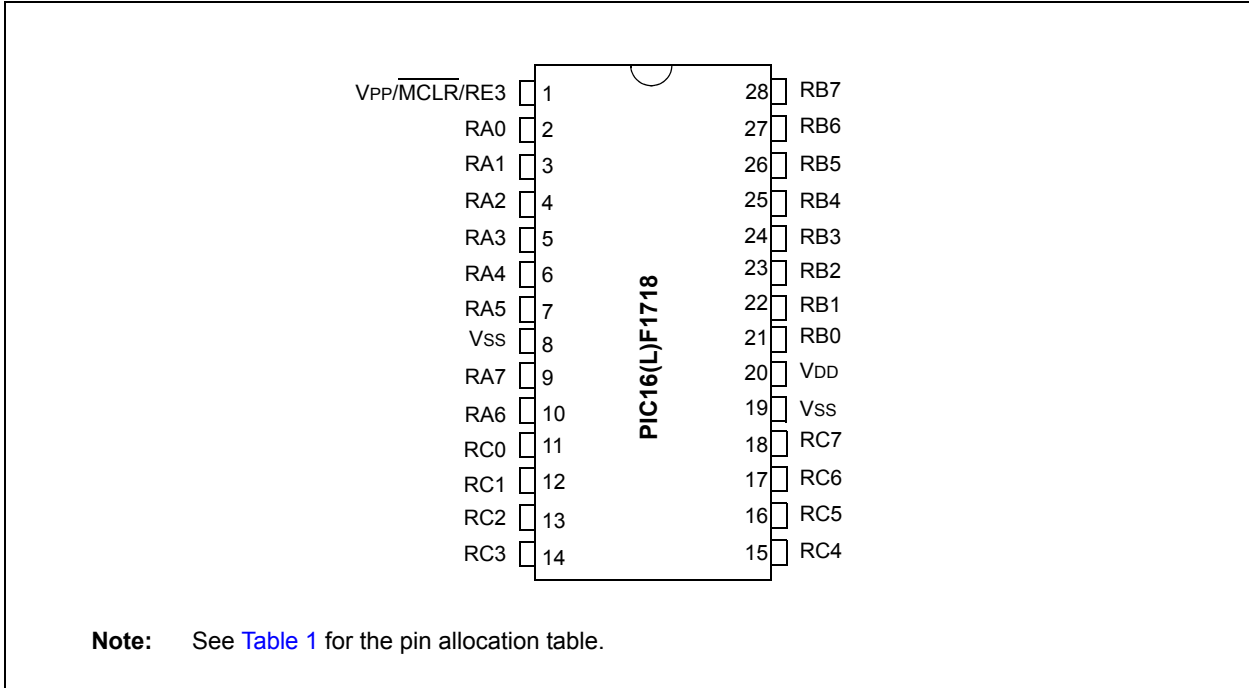 VPP/MCLR/RE3 1 28 RB7
RA0 2 27 RB6
RA1 3 26 RB5
RA2 4 25 RB4
RA3 5 24 RB3
RA4 6 23 RB2
RA5 7 22 RB1
VSS 8 21 RB0
RA7 9 20 VDD
RA6 10 19 VSS
RC0 11 18 RC7
RC1 12 17 RC6
RC2 13 16 RC5
RC3 14 15 RC4
PIC16(L)F1718
Note: See Table 1 for the pin allocation table.